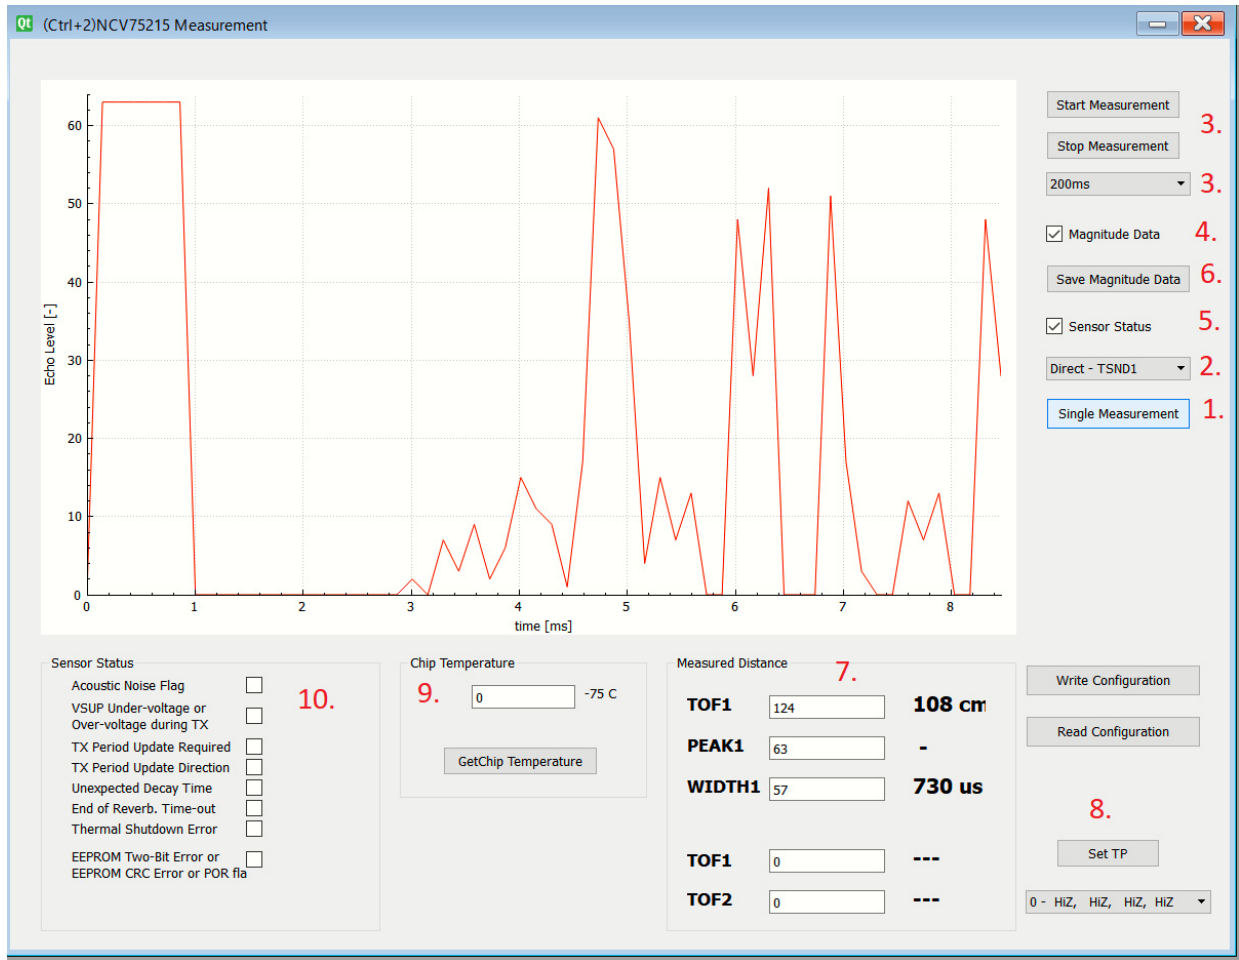 Qt (Ctrl+2)NCV75215 Measurement
Echo Level [-]
60
50
40
30
20
10
0
0 1 2 3 4 5 6 7 8
time [ms]
Start Measurement
3.
Stop Measurement
200ms 3.
Magnitude Data 4.
Save Magnitude Data 6.
Sensor Status 5.
Direct - TSND1 2.
Single Measurement 1.
Sensor Status
Acoustic Noise Flag
10.
VSUP Under-voltage or
Over-voltage during TX
TX Period Update Required
TX Period Update Direction
Unexpected Decay Time
End of Reverb. Time-out
Thermal Shutdown Error
EEPROM Two-Bit Error or
EEPROM CRC Error or POR fla
Chip Temperature
9. 0 -75 C
GetChip Temperature
Measured Distance
7.
TOF1 124 108 cm
PEAK1 63 -
WIDTH1 57 730 us
TOF1 0 ---
TOF2 0 ---
Write Configuration
Read Configuration
8.
Set TP
0 - HiZ, HiZ, HiZ, HiZ